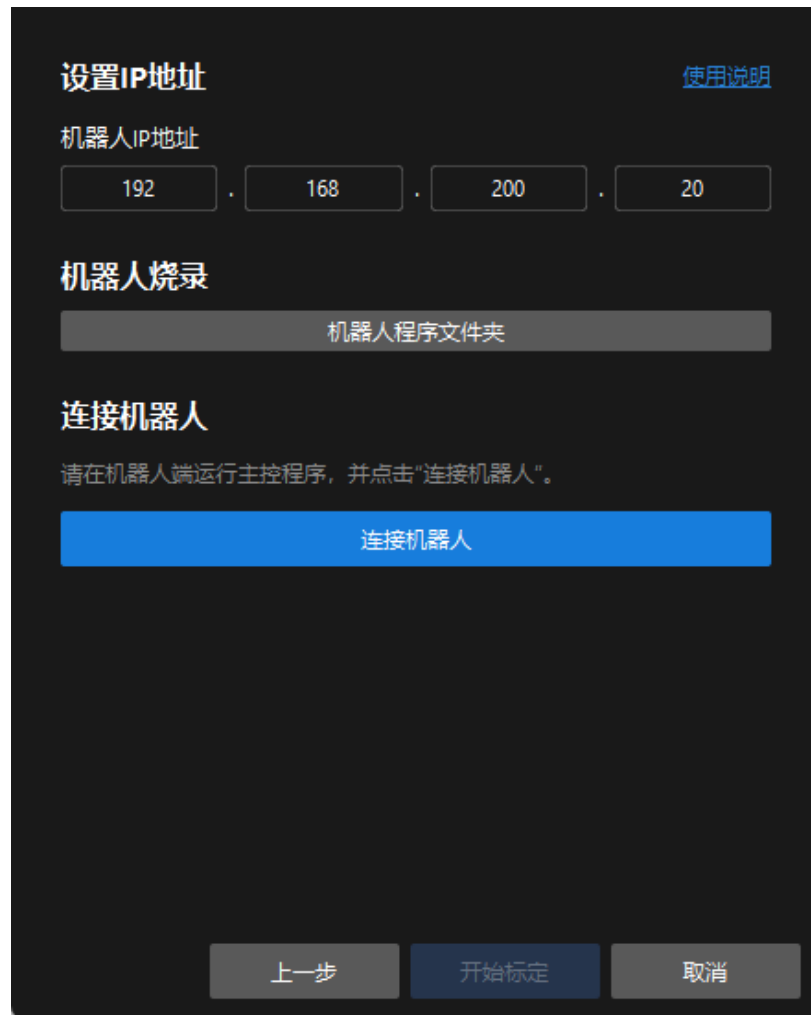 设置IP地址 使用说明
机器人IP地址
192 . 168 . 200 . 20
机器人烧录
机器人程序文件夹
连接机器人
请在机器人端运行主控程序，并点击“连接机器人”。
连接机器人
上一步 开始标定 取消